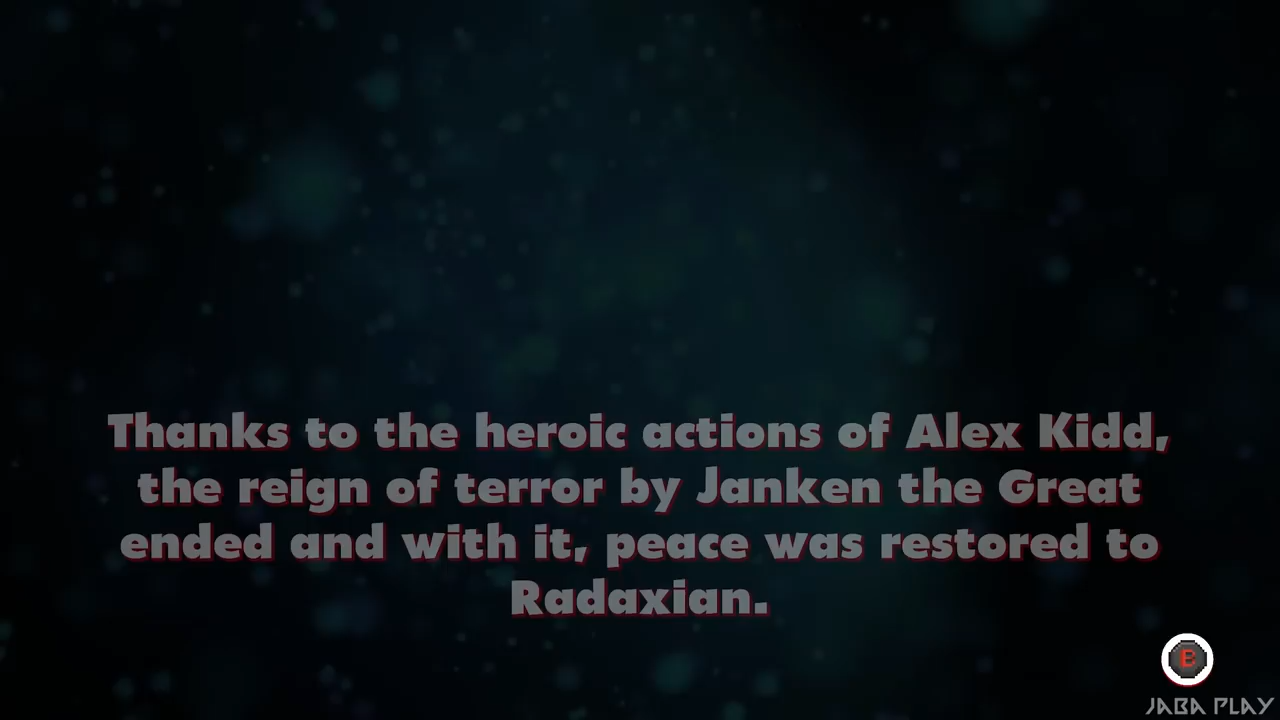 Thanks to the heroic actions of Alex Kidd,
the reign of terror by Janken the Great
ended and with it, peace was restored to
Radaxian.
B
JABA PLAY